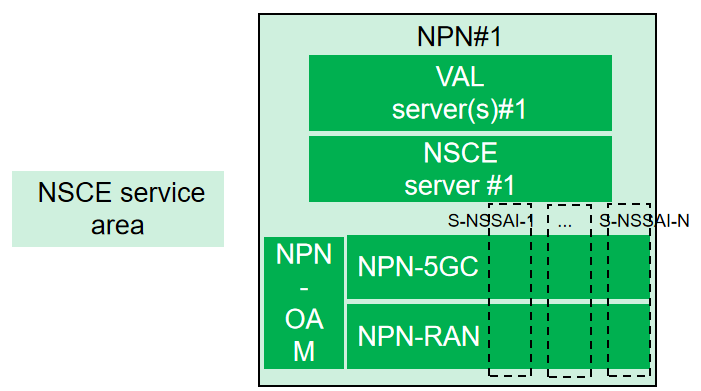 NPN#1
VAL
server(s)#1
NSCE
server #1
NSCE service
area
S-NSSAI-1
...
S-NSSAI-N
NPN
-
OA
M
NPN-5GC
NPN-RAN